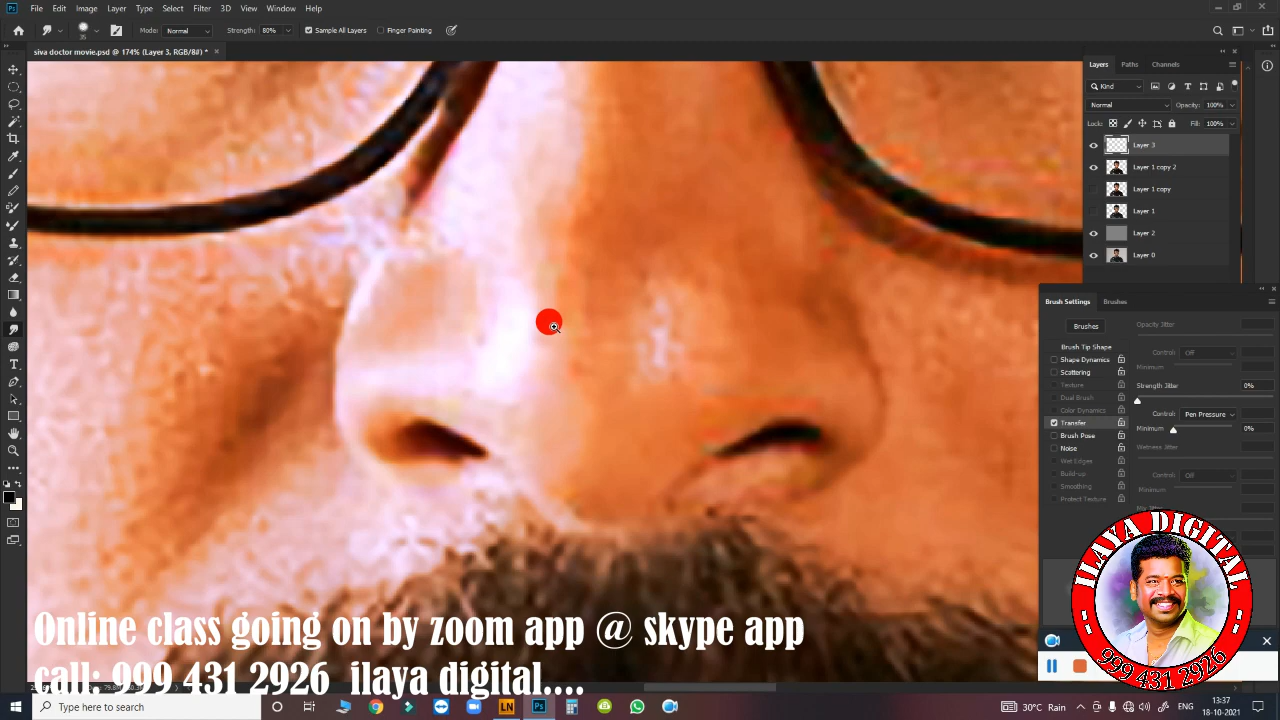 File Edit Image Layer Type Select Filter 3D View Window Help
Mode: Normal Strength: 80% Sample All Layers Finger Painting
35
siva doctor movie.psd @ 174% (Layer 3, RGB/8#) *
Layers Paths Channels
Kind
Normal Opacity: 100%
Lock: Fill: 100%
Layer 3
Layer 1 copy 2
Layer 1 copy
Layer 1
Layer 2
Layer 0
Brush Settings Brushes
Brushes
Brush Tip Shape
Shape Dynamics
Scattering
Texture
Dual Brush
Color Dynamics
Transfer
Brush Pose
Noise
Wet Edges
Build-up
Smoothing
Protect Texture
Opacity Jitter
Control: Off
Minimum
Strength Jitter 0%
Control: Pen Pressure
Minimum 0%
Wetness Jitter
Control: Off
Minimum
ILAYA DIGITAL
999 431 2926
Online class going on by zoom app @ skype app
call: 999 431 2926 ilaya digital....
Type here to search
LN
Ps
30°C Rain
ENG
13:37
18-10-2021